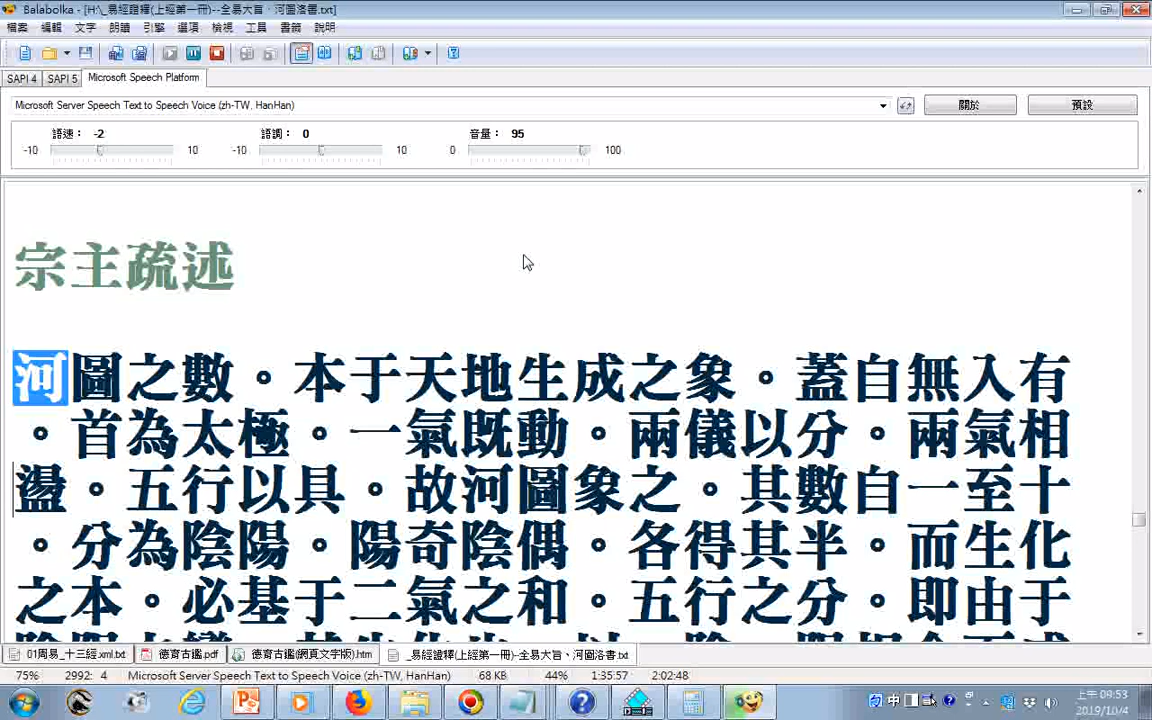 Balabolka - [H:\_易經證釋(上經第一冊)--全易大旨、河圖洛書.txt]
檔案 編輯 文字 朗讀 引擎 選項 檢視 工具 書籤 說明
SAPI 4 SAPI 5 Microsoft Speech Platform
Microsoft Server Speech Text to Speech Voice (zh-TW, HanHan) 關於 預設
語速： -2 語調： 0 音量： 95
-10 10 -10 10 0 100
宗主疏述
河圖之數。本于天地生成之象。蓋自無入有
。首為太極。一氣既動。兩儀以分。兩氣相
盪。五行以具。故河圖象之。其數自一至十
。分為陰陽。陽奇陰偶。各得其半。而生化
之本。必基于二氣之和。五行之分。即由于
01周易_十三經.xml.txt 德育古鑑.pdf 德育古鑑(網頁文字版).htm _易經證釋(上經第一冊)-全易大旨、河圖洛書.txt
75% 2992: 4 Microsoft Server Speech Text to Speech Voice (zh-TW, HanHan) 68 KB 44% 1:35:57 2:02:48
中 上午 09:53
2019/10/4